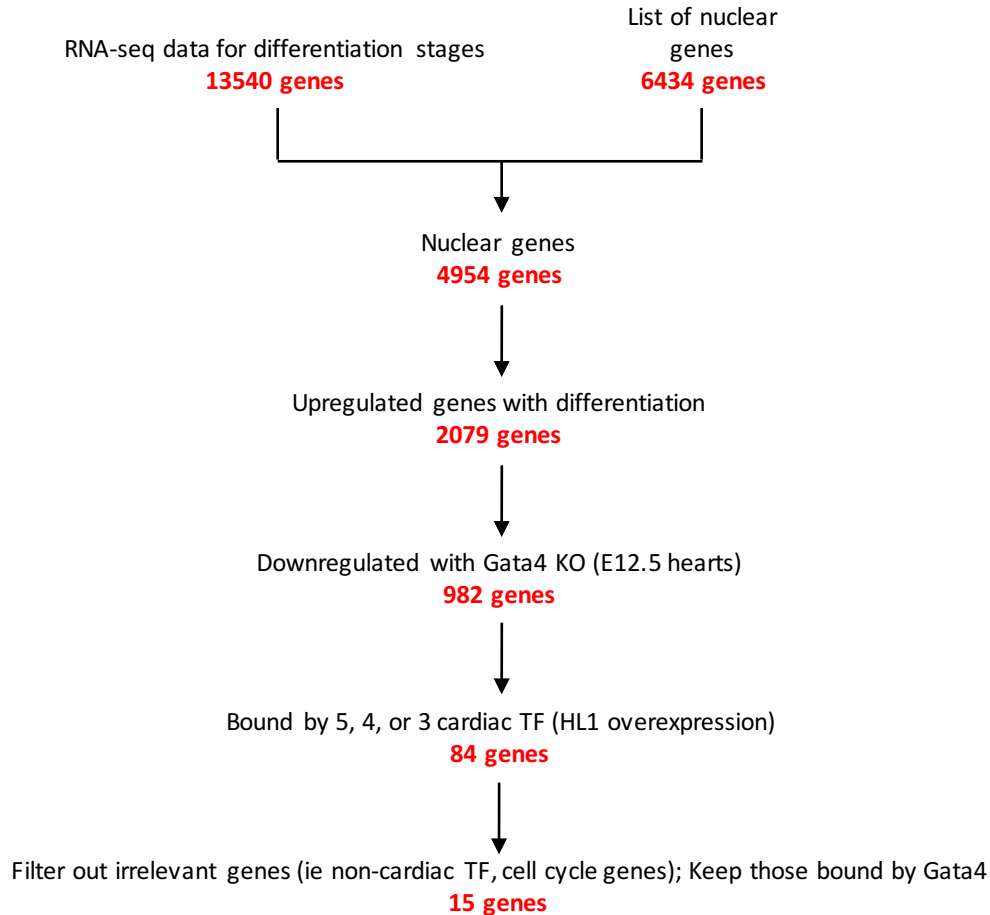 RNA-seq data for differentiation stages
13540 genes
List of nuclear
genes
6434 genes
Nuclear genes
4954 genes
Upregulated genes with differentiation
2079 genes
Downregulated with Gata4 KO (E12.5 hearts)
982 genes
Bound by 5, 4, or 3 cardiac TF (HL1 overexpression)
84 genes
Filter out irrelevant genes (ie non-cardiac TF, cell cycle genes); Keep those bound by Gata4
15 genes